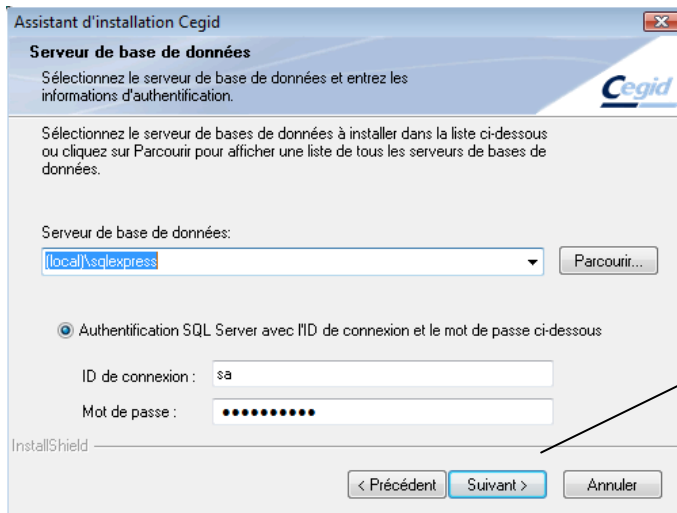 Assistant d'installation Cegid
Serveur de base de données
Sélectionnez le serveur de base de données et entrez les
informations d'authentification.
Cegid
Sélectionnez le serveur de bases de données à installer dans la liste ci-dessous
ou cliquez sur Parcourir pour afficher une liste de tous les serveurs de bases de
données.
Serveur de base de données:
(local)\sqlexpress
Parcourir...
Authentification SQL Server avec l'ID de connexion et le mot de passe ci-dessous
ID de connexion :
sa
Mot de passe :
••••••••••
InstallShield
< Précédent
Suivant >
Annuler